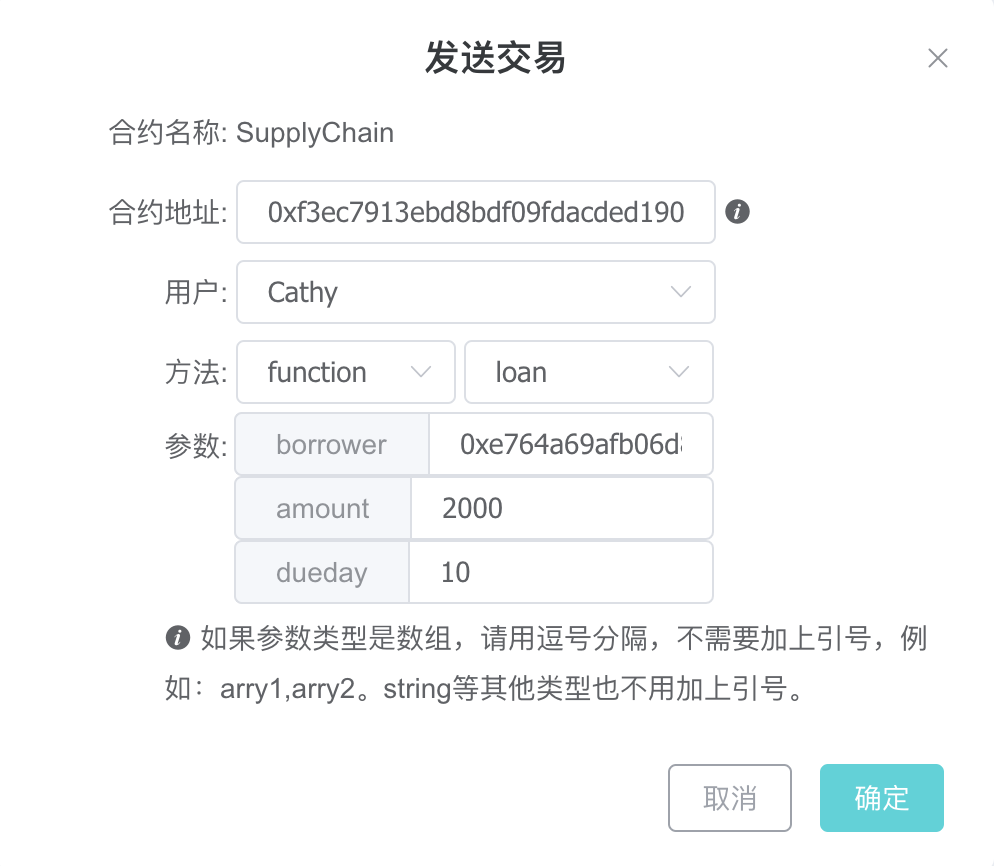 发送交易
合约名称: SupplyChain
合约地址: 0xf3ec7913ebd8bdf09fdacded190
用户: Cathy
方法: function loan
参数: borrower 0xe764a69afb06d
amount 2000
dueday 10
如果参数类型是数组，请用逗号分隔，不需要加上引号，例
如：arry1,arry2。string等其他类型也不用加上引号。
取消 确定